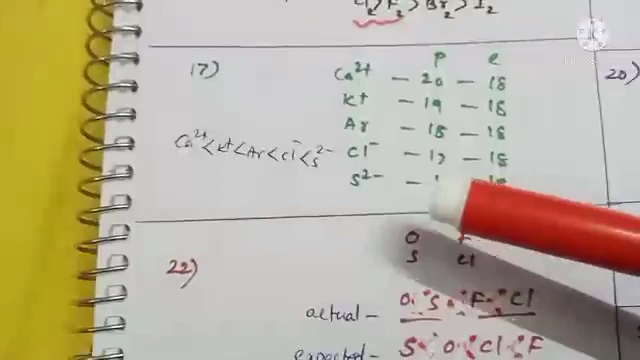 Cl₂ > F₂ > Br₂ > I₂
17)
p e
Ca²⁺ — 20 — 18
K⁺ — 19 — 18
Ar — 18 — 18
Cl⁻ — 17 — 18
S²⁻ —
Ca²⁺ < K⁺ < Ar < Cl⁻ < S²⁻
20)
22)
O F
S Cl
actual — O S F Cl
expected — S O Cl F